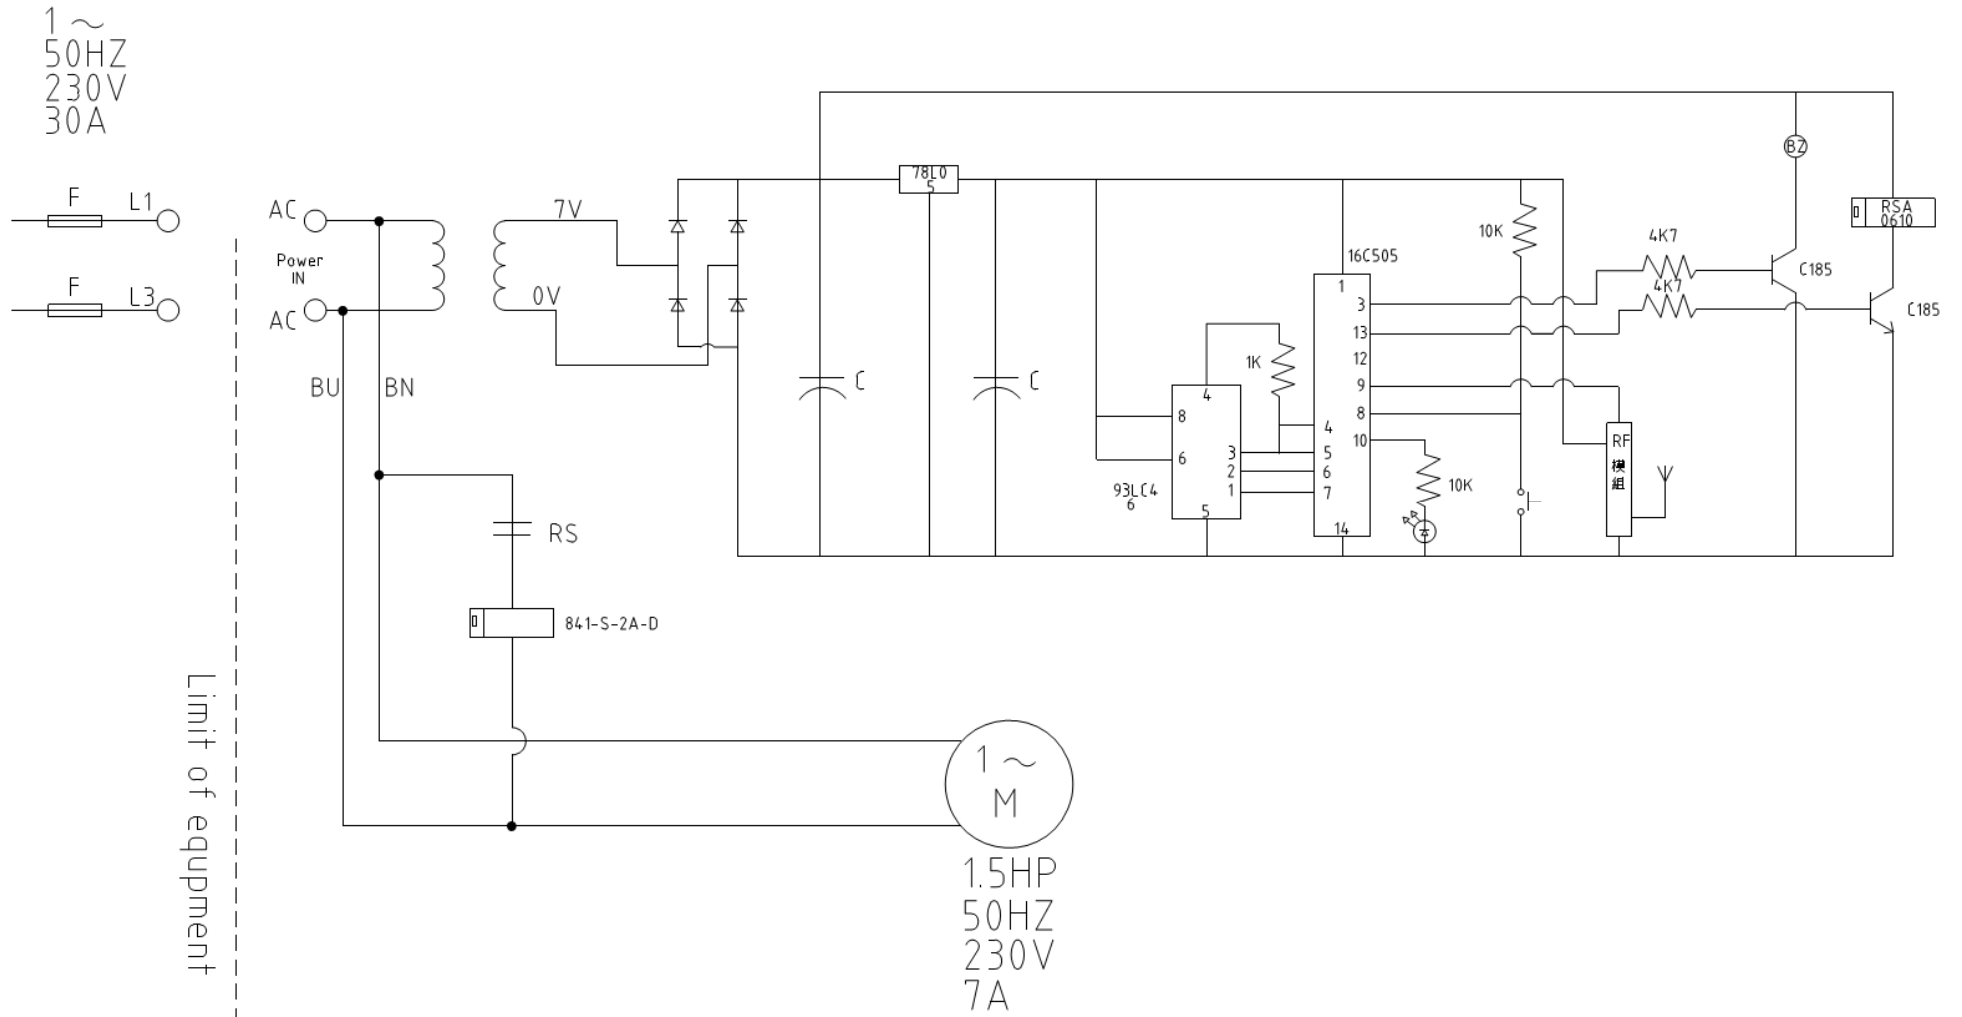 1 ~
50HZ
230V
30A
F
L1
F
L3
AC
Power
IN
AC
BU
BN
7V
0V
78L0
5
C
C
RS
841-S-2A-D
93LC4
6
4
8
6
3
2
1
5
1K
16C505
1
3
13
12
9
8
10
4
5
6
7
14
10K
10K
4K7
4K7
BZ
C185
C185
RSA
0610
RF
模
組
1 ~
M
1.5HP
50HZ
230V
7A
Limit of equpment